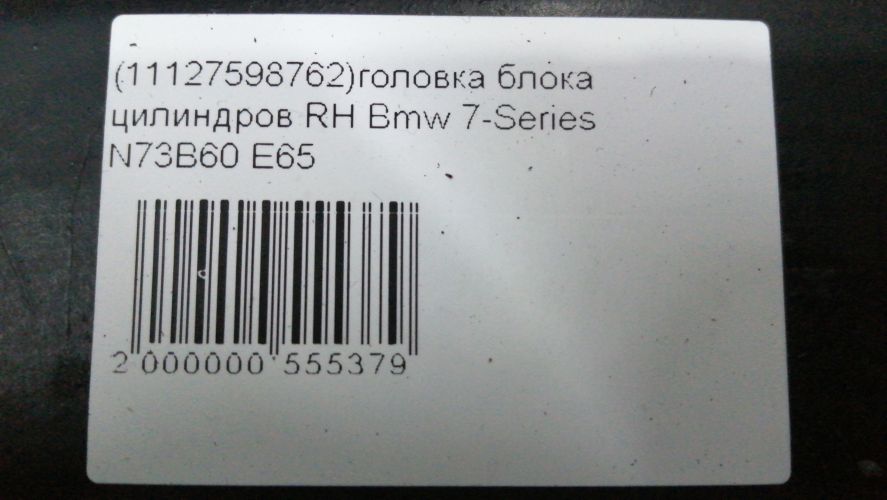 (11127598762)головка блока
цилиндров RH Bmw 7-Series
N73B60 E65
2 000000 555379